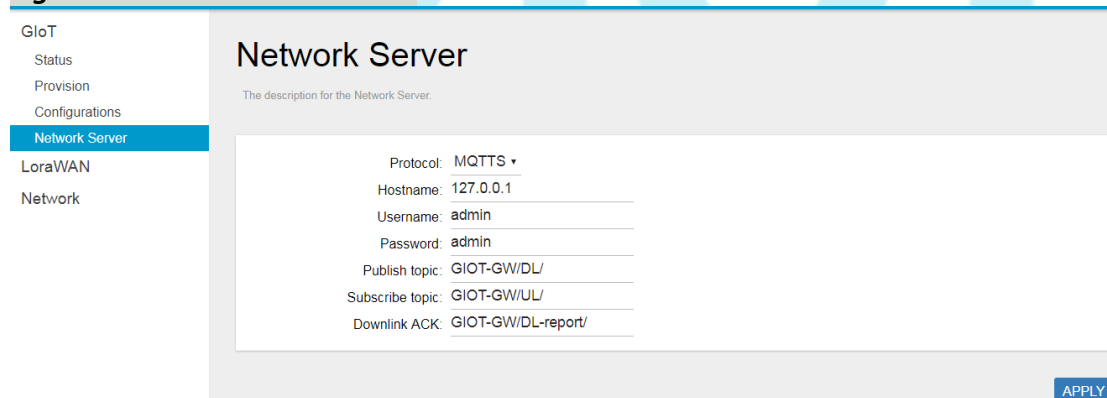 GIoT
Status
Provision
Configurations
Network Server
LoraWAN
Network
Network Server
The description for the Network Server.
Protocol: MQTTS
Hostname: 127.0.0.1
Username: admin
Password: admin
Publish topic: GIOT-GW/DL/
Subscribe topic: GIOT-GW/UL/
Downlink ACK: GIOT-GW/DL-report/
APPLY